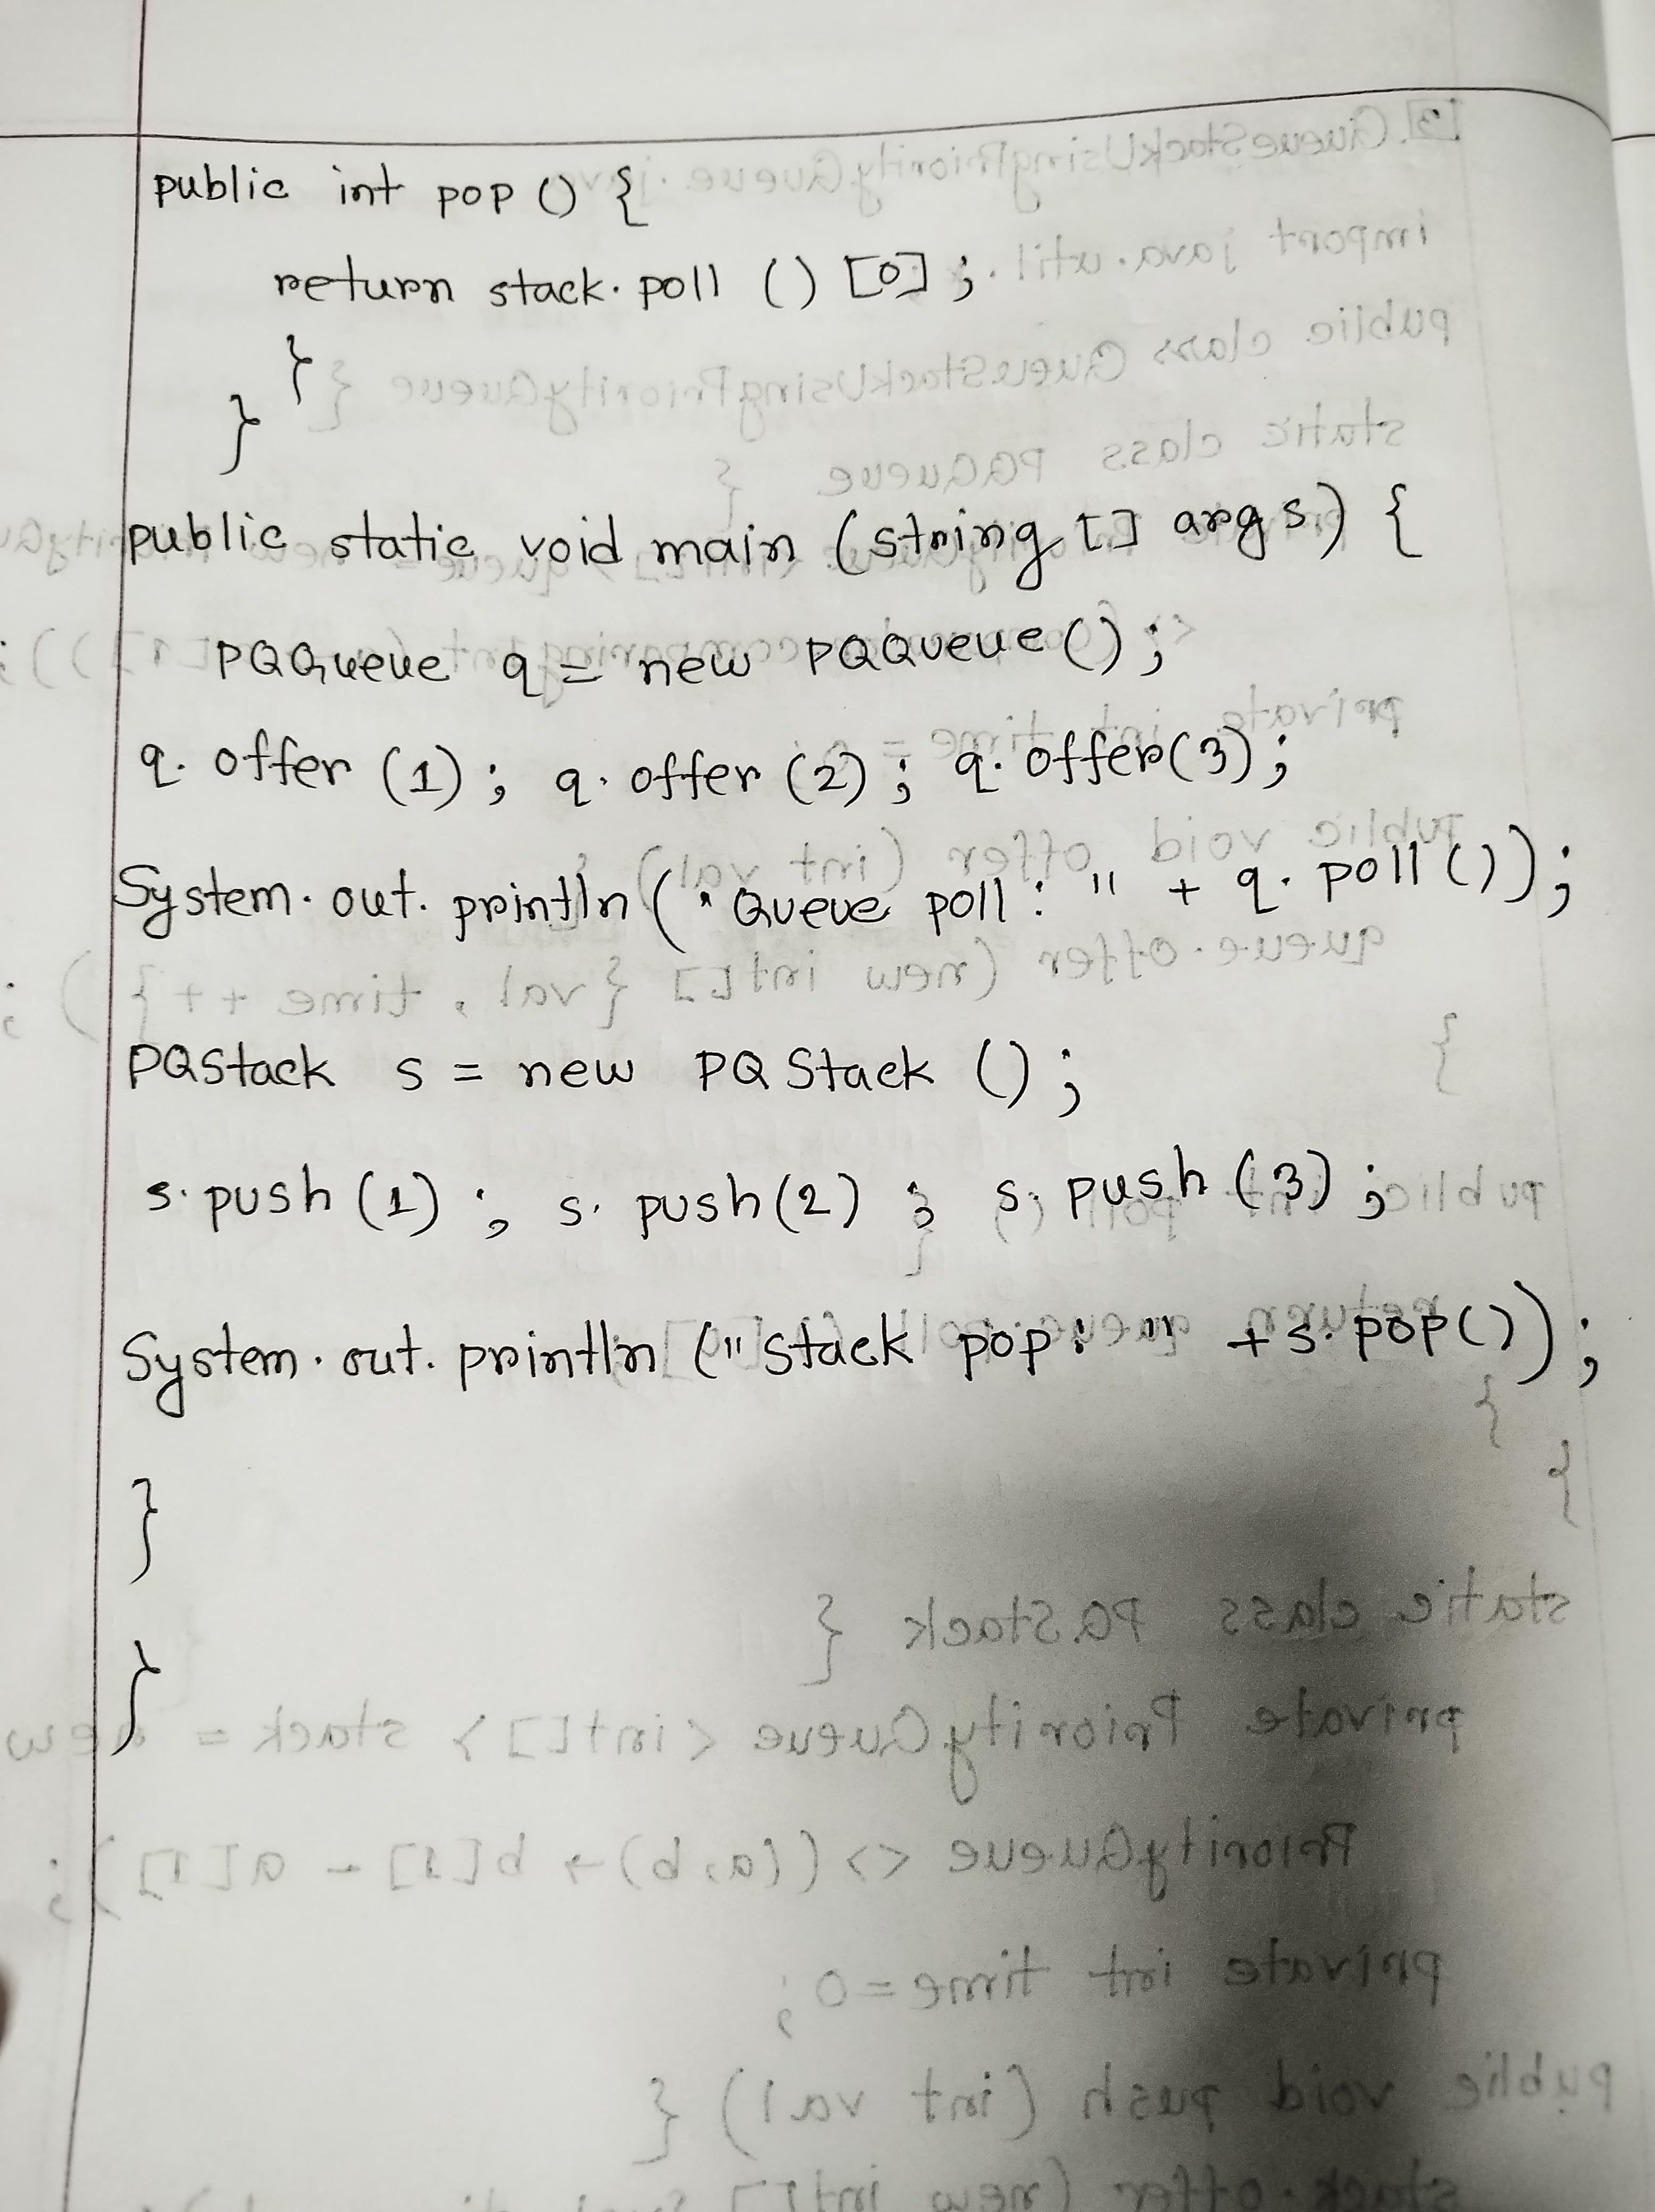 public int pop () {
return stack. poll () [0] ;
}
}
public static void main (string [] args) {
PQQueue q = new PQQueue () ;
q. offer (1) ; q. offer (2) ; q. offer (3) ;
System. out. println ( " Queue poll : " + q. poll () ) ;
PQStack s = new PQ Stack () ;
s. push (1) ; s. push (2) ; s. push (3) ;
System. out. println ( " Stack pop : " + s. pop () ) ;
}
}